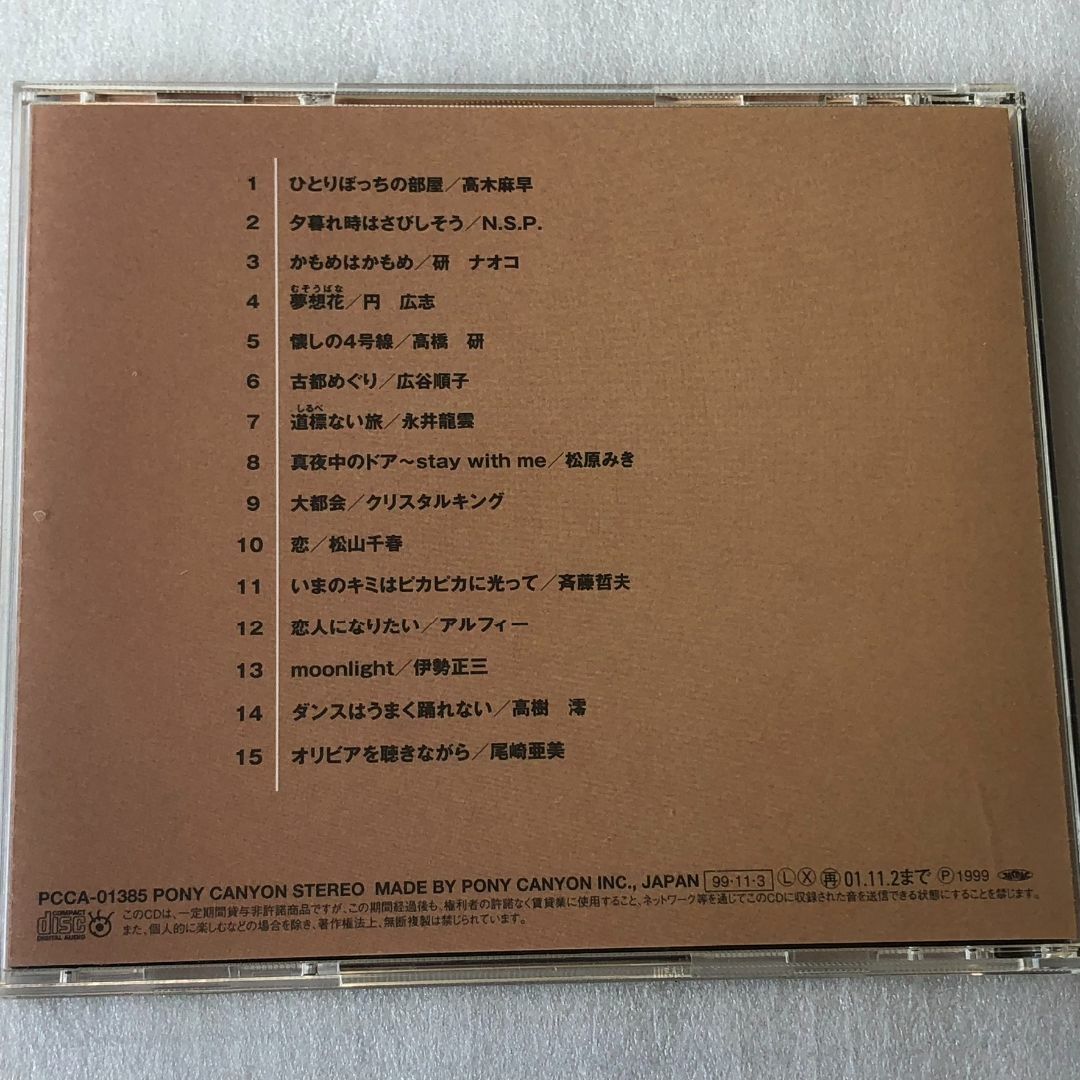 1 ひとりぼっちの部屋／高木麻早
2 夕暮れ時はさびしそう／N.S.P.
3 かもめはかもめ／研　ナオコ
むそうばな
4 夢想花／円　広志
5 懐しの4号線／高橋　研
6 古都めぐり／広谷順子
しるべ
7 道標ない旅／永井龍雲
8 真夜中のドア〜stay with me／松原みき
9 大都会／クリスタルキング
10 恋／松山千春
11 いまのキミはピカピカに光って／斉藤哲夫
12 恋人になりたい／アルフィー
13 moonlight／伊勢正三
14 ダンスはうまく踊れない／高樹　澪
15 オリビアを聴きながら／尾崎亜美
PCCA-01385 PONY CANYON STEREO MADE BY PONY CANYON INC., JAPAN 99・11・3 Ⓛ Ⓧ 再 01.11.2まで Ⓟ 1999
COMPACT disc DIGITAL AUDIO
このCDは、一定期間貸与非許諾商品ですが、この期間経過後も、権利者の許諾なく賃貸業に使用すること、ネットワーク等を通じてこのCDに収録された音を送信できる状態にすることを禁じます。
また、個人的に楽しむなどの場合を除き、著作権法上、無断複製は禁じられています。